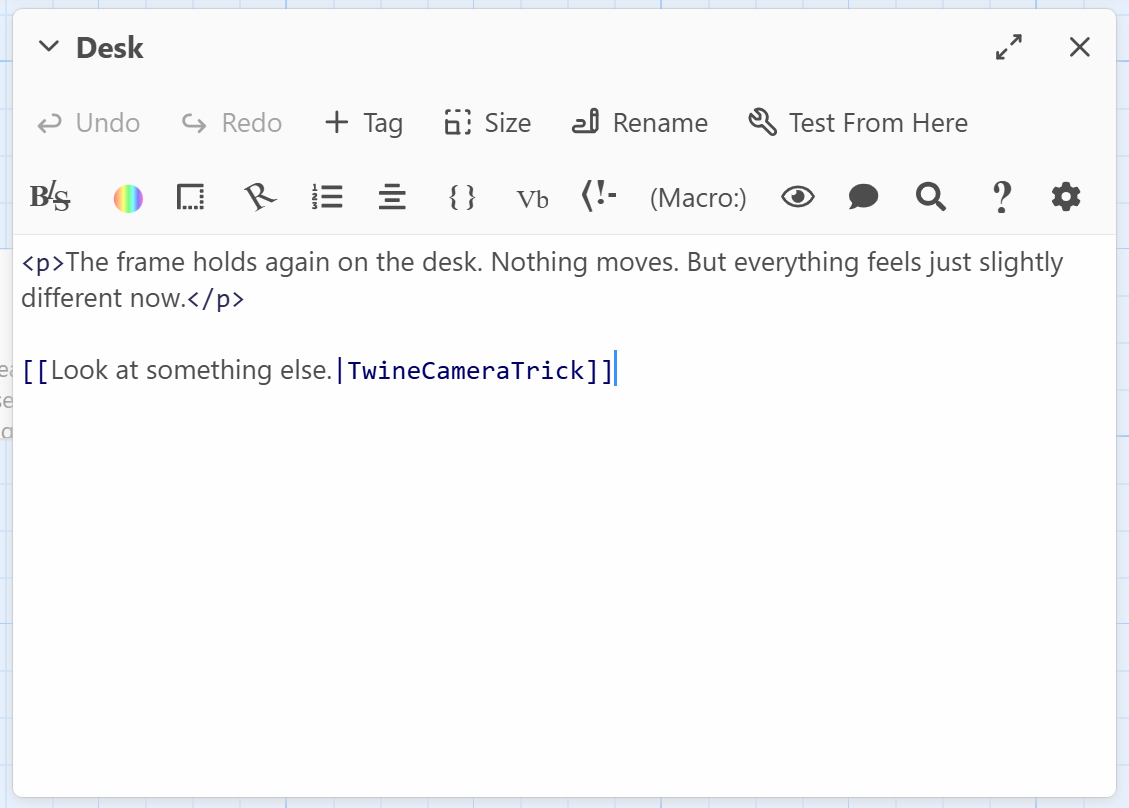 Desk
Undo Redo + Tag Size Rename Test From Here
B/S { } Vb (!- (Macro:) ?
<p>The frame holds again on the desk. Nothing moves. But everything feels just slightly
different now.</p>
[[Look at something else.|TwineCameraTrick]]